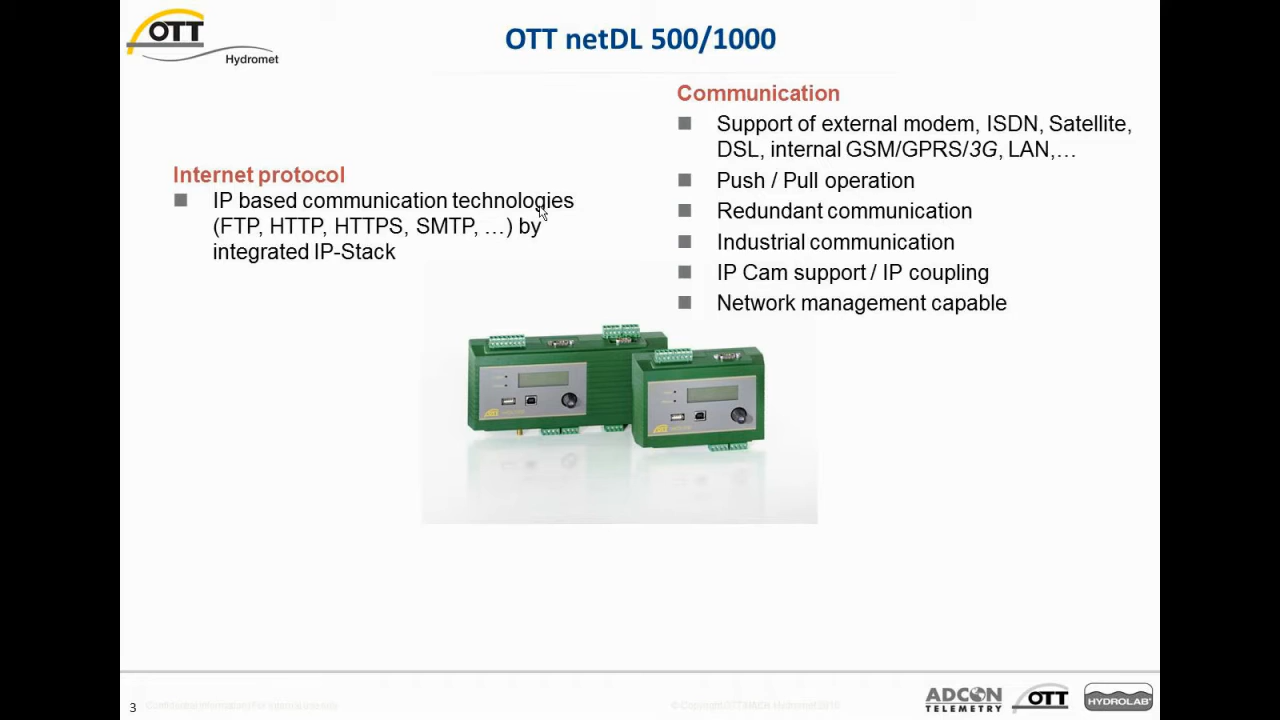 OTT
Hydromet
OTT netDL 500/1000
Internet protocol
IP based communication technologies
(FTP, HTTP, HTTPS, SMTP, …) by
integrated IP-Stack
Communication
Support of external modem, ISDN, Satellite,
DSL, internal GSM/GPRS/3G, LAN,…
Push / Pull operation
Redundant communication
Industrial communication
IP Cam support / IP coupling
Network management capable
3
ADCON
TELEMETRY
OTT
HYDROLAB